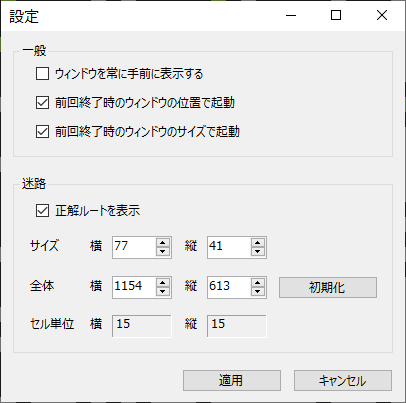 設定
一般
ウィンドウを常に手前に表示する
前回終了時のウィンドウの位置で起動
前回終了時のウィンドウのサイズで起動
迷路
正解ルートを表示
サイズ 横 77 縦 41
全体 横 1154 縦 613 初期化
セル単位 横 15 縦 15
適用 キャンセル